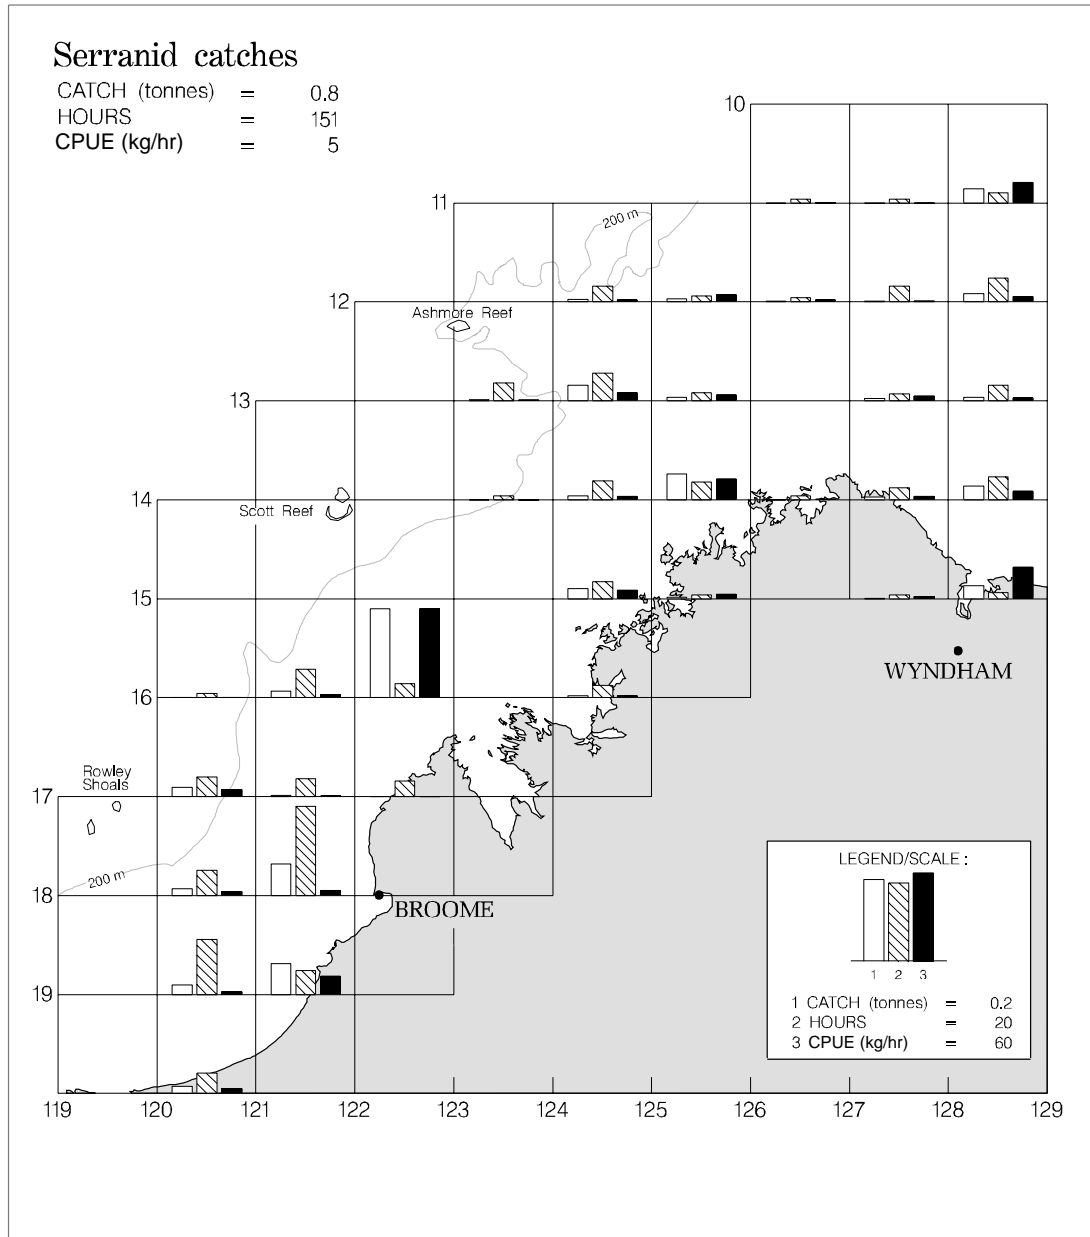 Serranid catches
CATCH (tonnes) = 0.8
HOURS = 151
CPUE (kg/hr) = 5
10
11
200 m
12
Ashmore Reef
13
14
Scott Reef
15
WYNDHAM
16
Rowley
Shoals
17
200 m
18
BROOME
LEGEND/SCALE :
1 2 3
19
1 CATCH (tonnes) = 0.2
2 HOURS = 20
3 CPUE (kg/hr) = 60
119 120 121 122 123 124 125 126 127 128 129